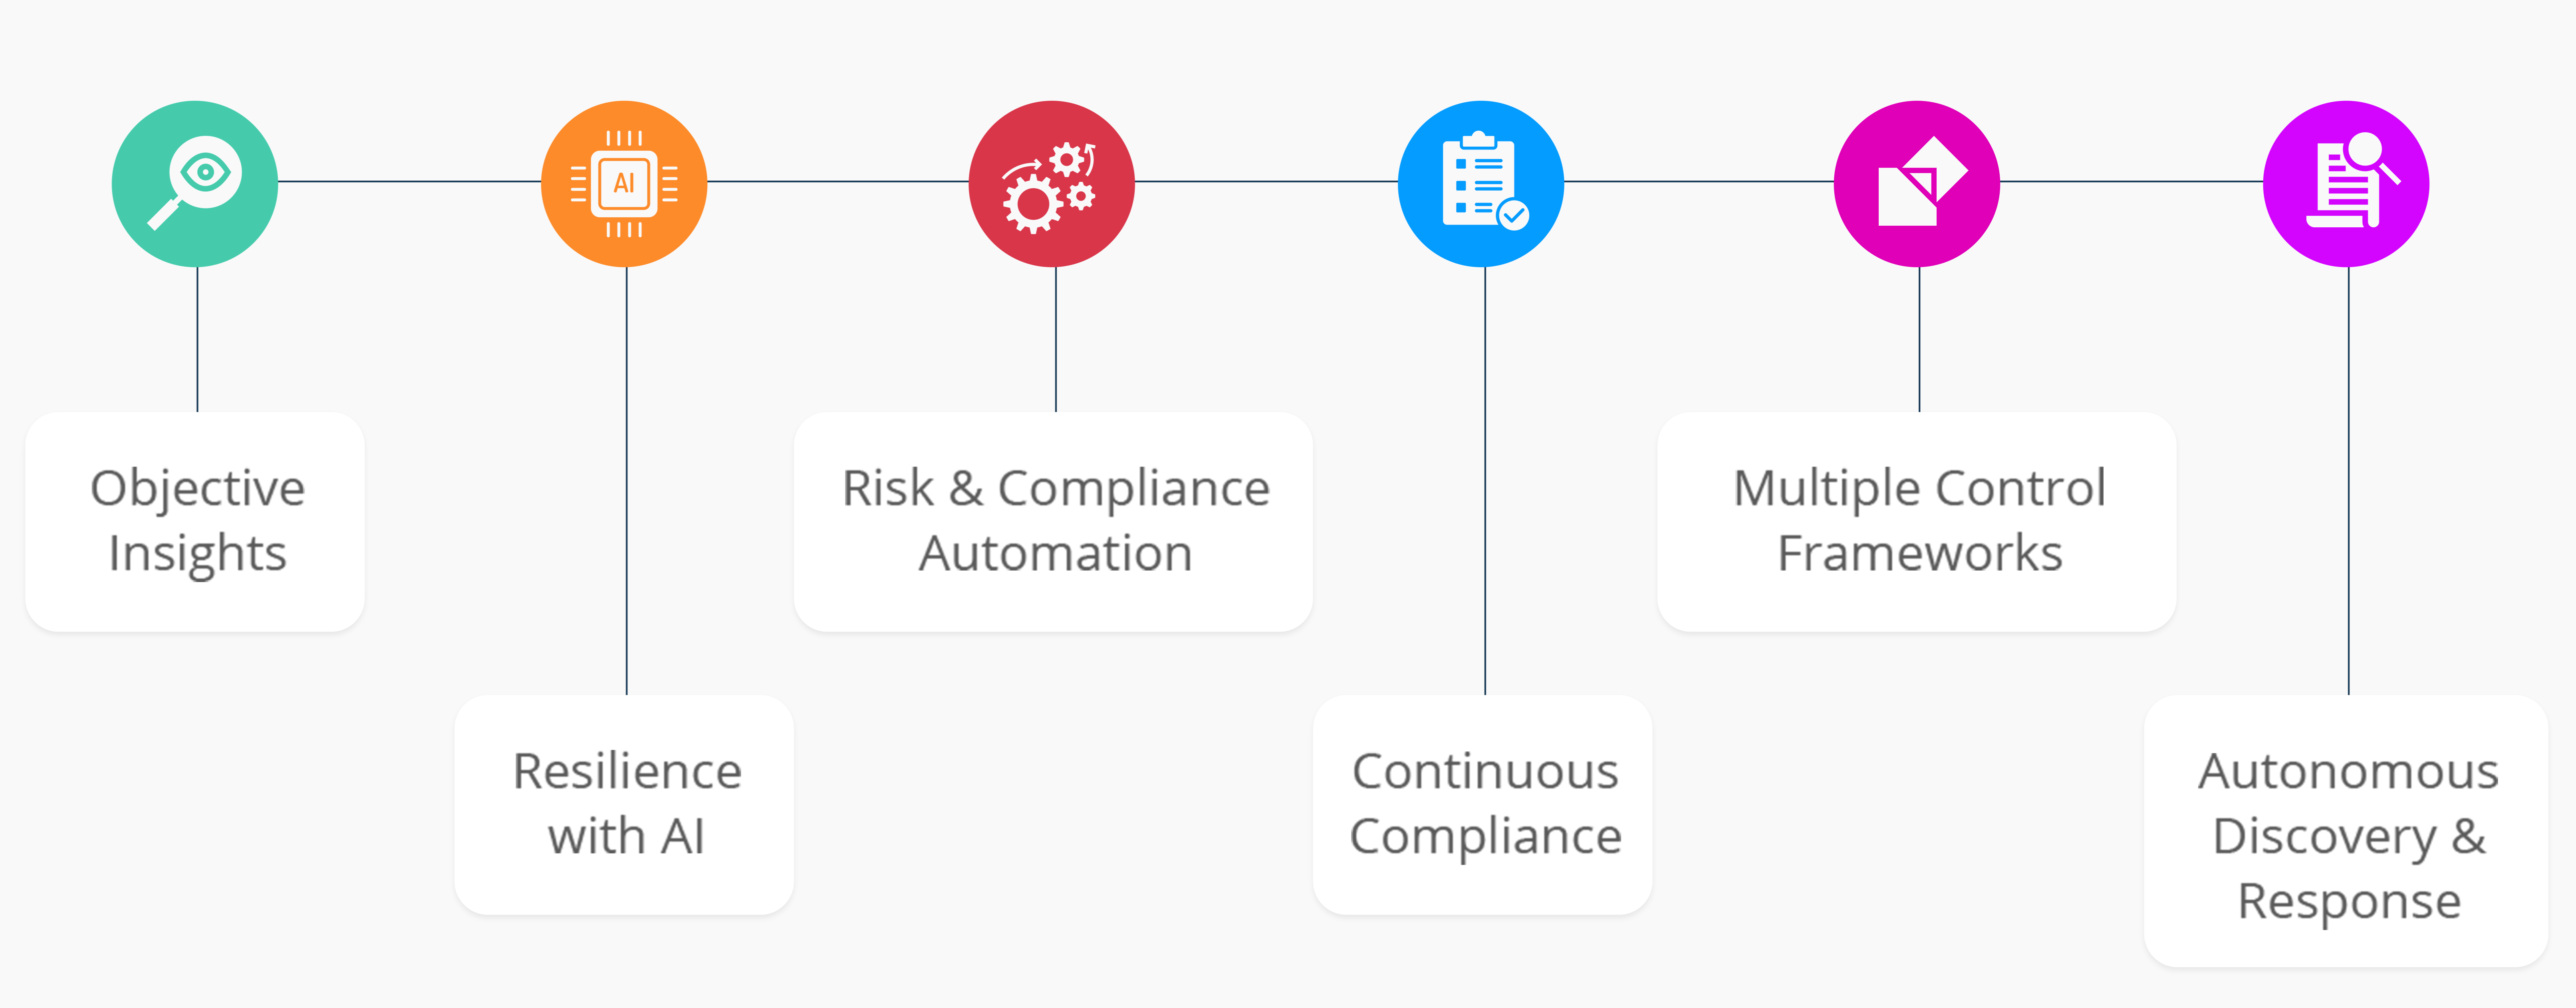 AI
Objective
Insights
Resilience
with AI
Risk & Compliance
Automation
Continuous
Compliance
Multiple Control
Frameworks
Autonomous
Discovery &
Response